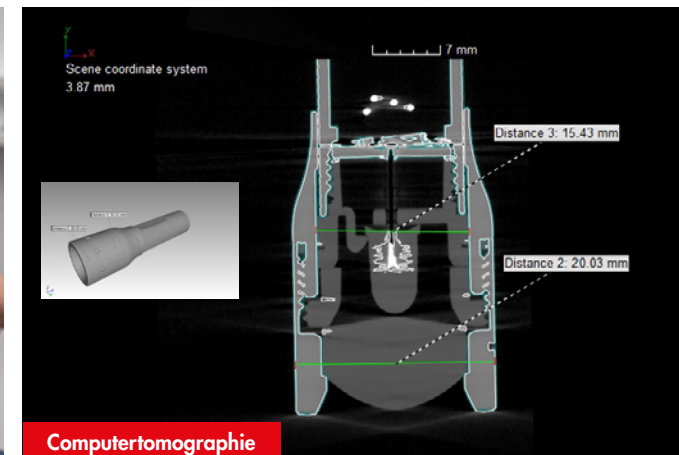 Y
X
Scene coordinate system
3.87 mm
7 mm
Distance 3: 15.43 mm
Distance 2: 20.03 mm
Computertomographie